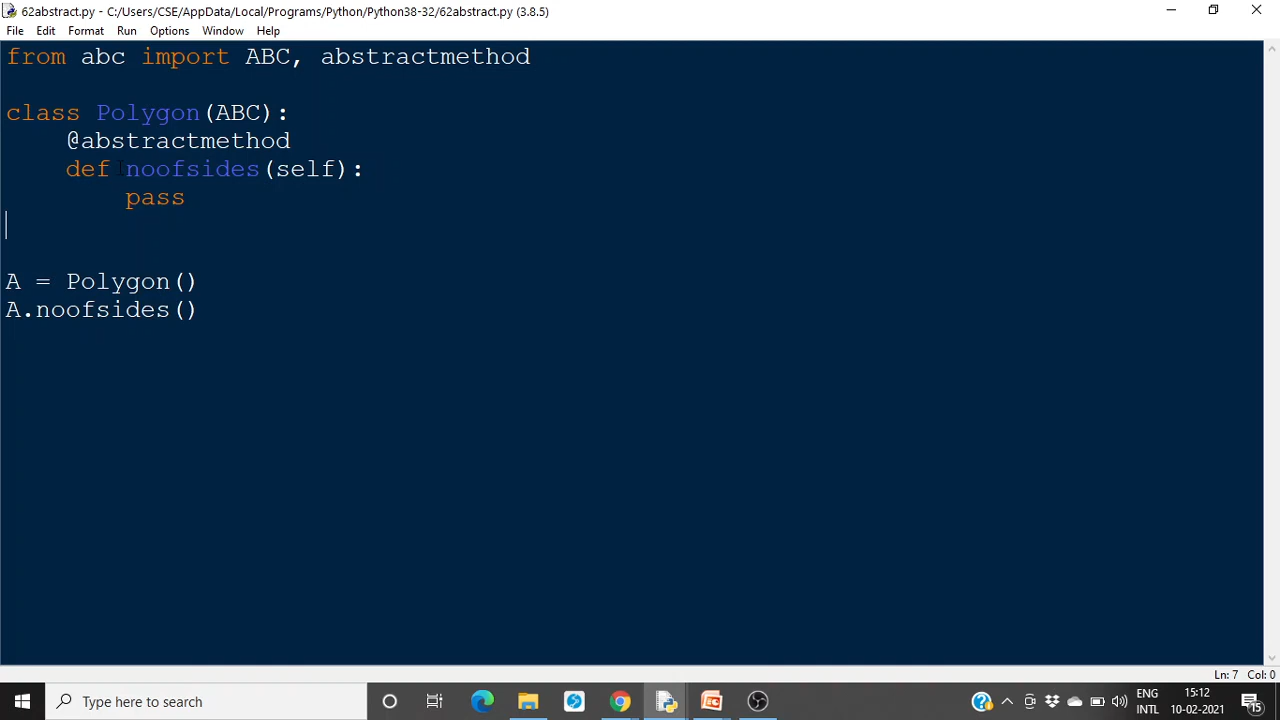 62abstract.py - C:/Users/CSE/AppData/Local/Programs/Python/Python38-32/62abstract.py (3.8.5)
File Edit Format Run Options Window Help
from abc import ABC, abstractmethod
class Polygon(ABC):
    @abstractmethod
    def noofsides(self):
        pass
A = Polygon()
A.noofsides()
Ln: 7 Col: 0
Type here to search
ENG
INTL
15:12
10-02-2021
15